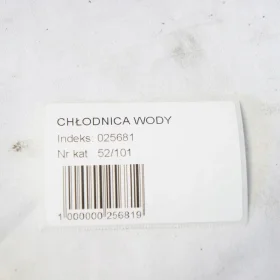 CHŁODNICA WODY
Indeks: 025681
Nr kat 52/101
1 000000 256819